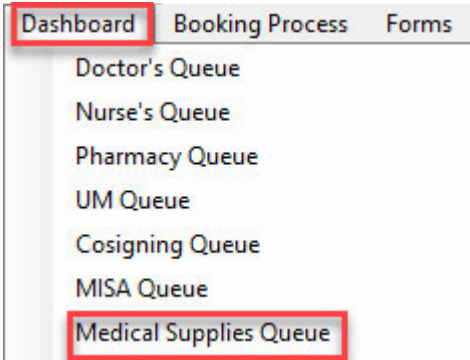 Dashboard Booking Process Forms
Doctor's Queue
Nurse's Queue
Pharmacy Queue
UM Queue
Cosigning Queue
MISA Queue
Medical Supplies Queue